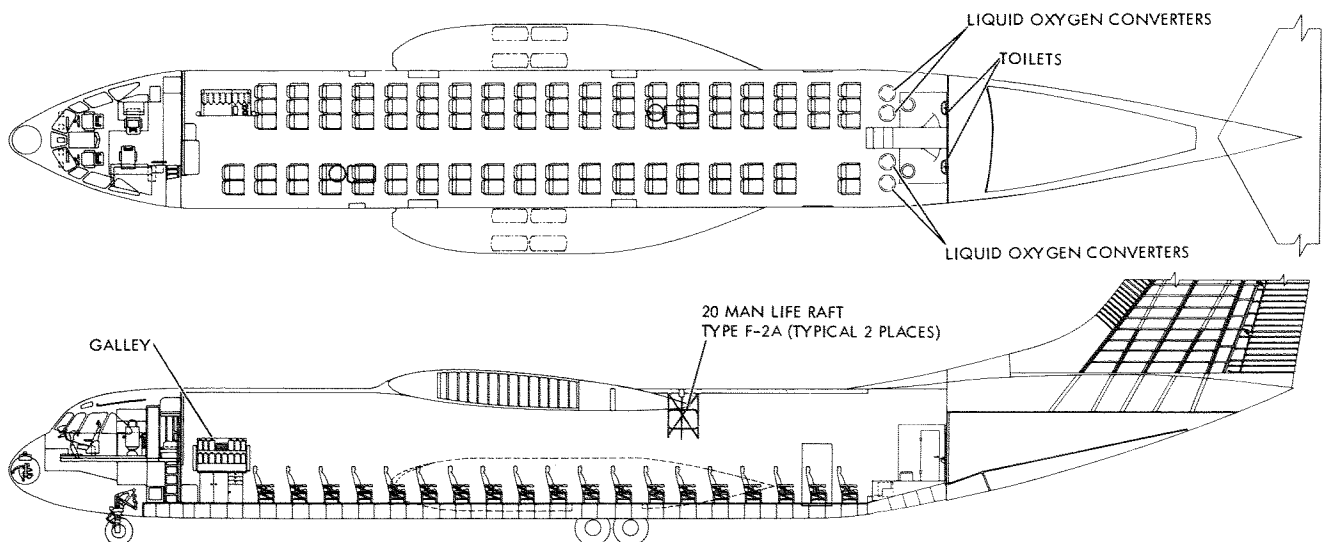 LIQUID OXYGEN CONVERTERS
TOILETS
LIQUID OXYGEN CONVERTERS
20 MAN LIFE RAFT
TYPE F-2A (TYPICAL 2 PLACES)
GALLEY